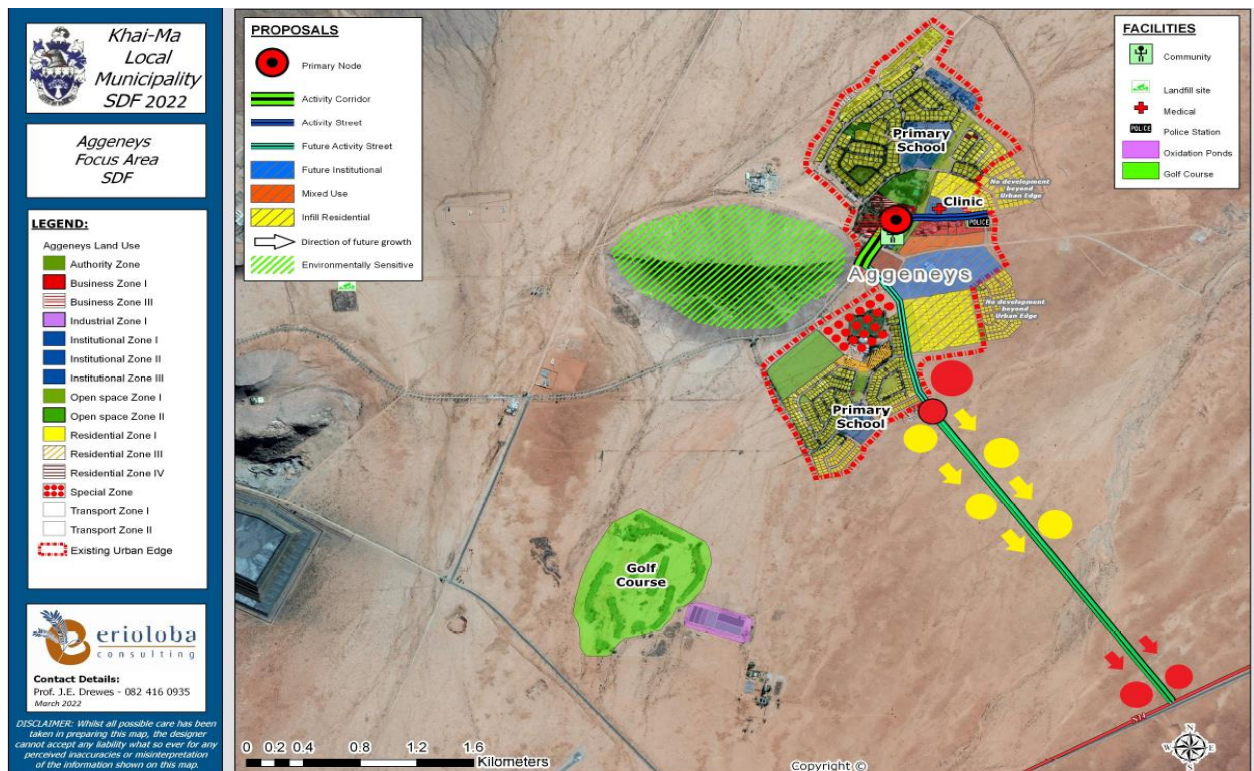 Khai-Ma
Local
Municipality
SDF 2022
Aggeneys
Focus Area
SDF
LEGEND:
Aggeneys Land Use
Authority Zone
Business Zone I
Business Zone III
Industrial Zone I
Institutional Zone I
Institutional Zone II
Institutional Zone III
Open space Zone I
Open space Zone II
Residential Zone I
Residential Zone III
Residential Zone IV
Special Zone
Transport Zone I
Transport Zone II
Existing Urban Edge
erioloba
consulting
Contact Details:
Prof. J.E. Drewes - 082 416 0935
March 2022
DISCLAIMER: Whilst all possible care has been
taken in preparing this map, the designer
cannot accept any liability what so ever for any
perceived inaccuracies or misinterpretation
of the information shown on this map.
PROPOSALS
Primary Node
Activity Corridor
Activity Street
Future Activity Street
Future Institutional
Mixed Use
Infill Residential
Direction of future growth
Environmentally Sensitive
FACILITIES
Community
Landfill site
Medical
POLICE Police Station
Oxidation Ponds
Golf Course
Primary
School
No development
beyond
Urban Edge
Clinic
POLICE
Aggeneys
No development
beyond
Urban Edge
Primary
School
Golf
Course
N14
0 0.2 0.4 0.8 1.2 1.6
Kilometers
Copyright ©
N
W E
S